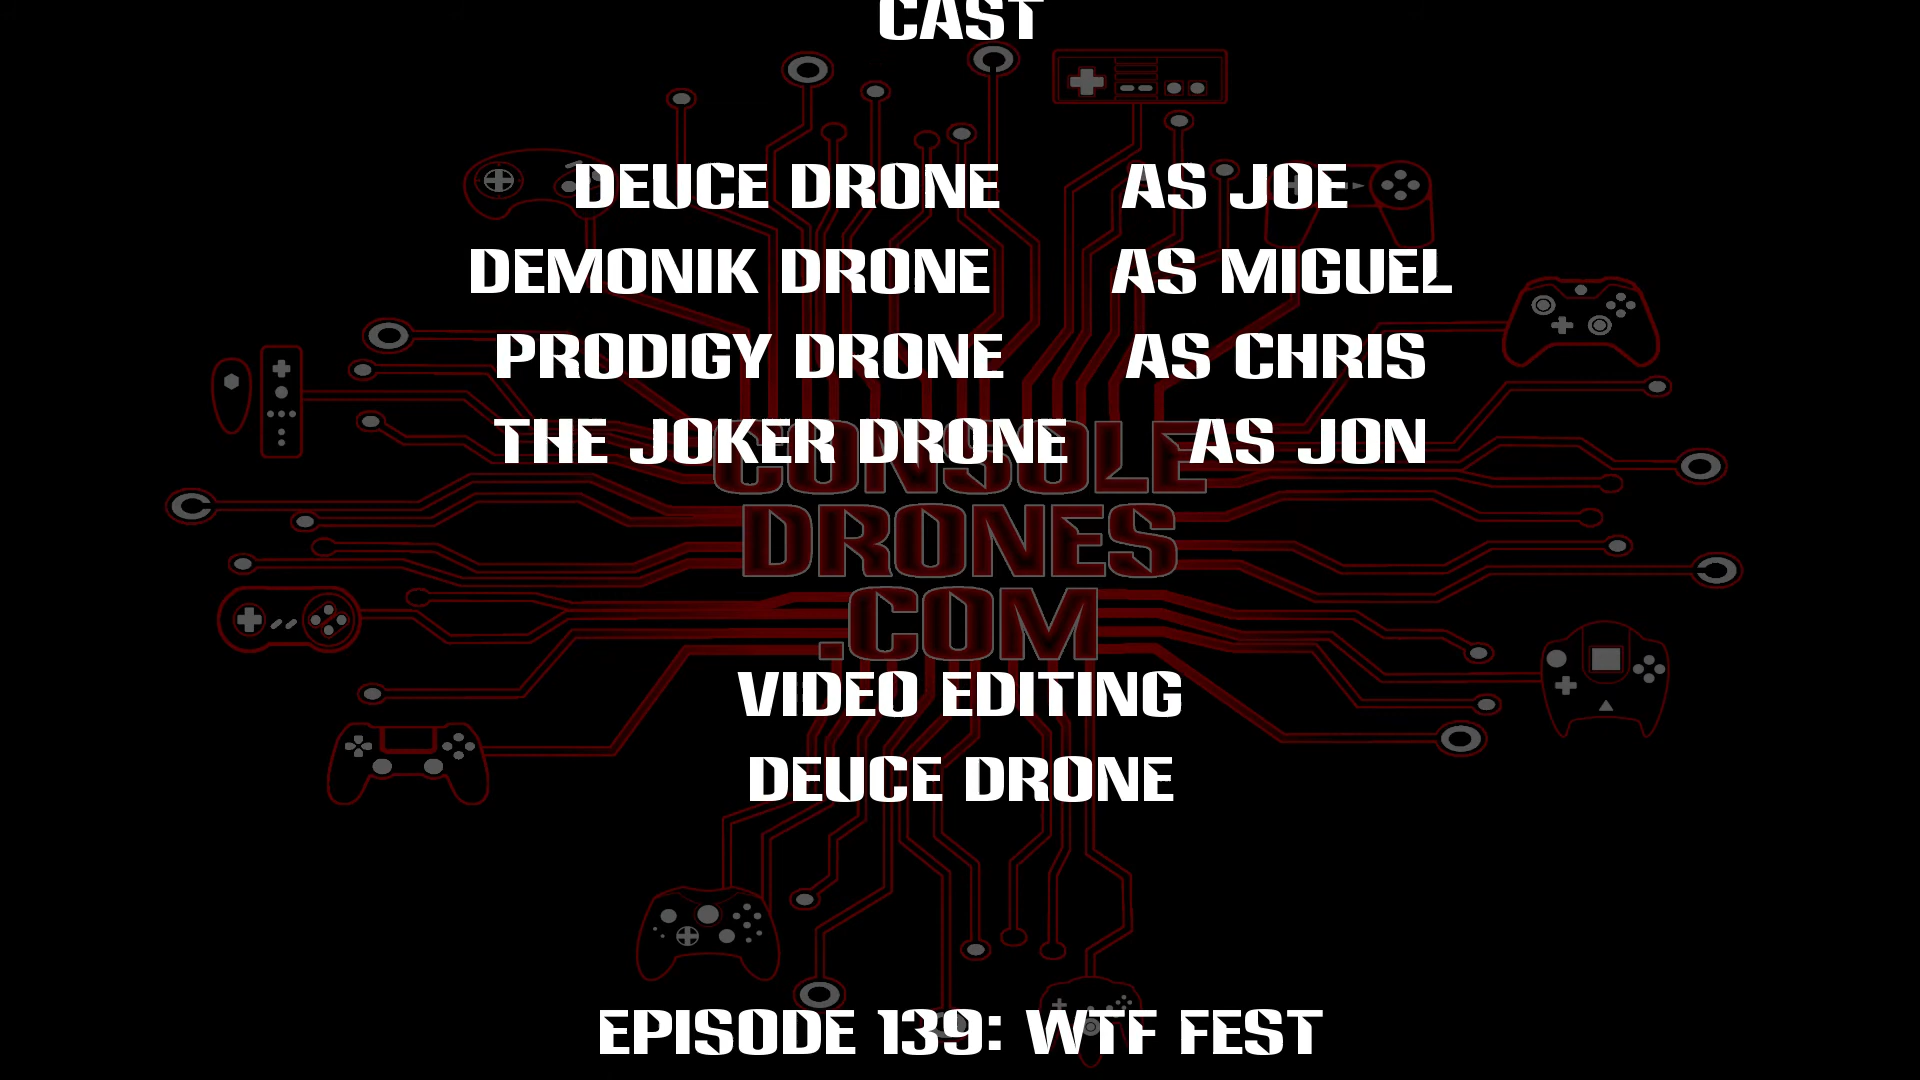 CAST
DEUCE DRONE AS JOE
DEMONIK DRONE AS MIGUEL
PRODIGY DRONE AS CHRIS
THE JOKER DRONE AS JON
CONSOLE
DRONES
.COM
VIDEO EDITING
DEUCE DRONE
EPISODE 139: WTF FEST